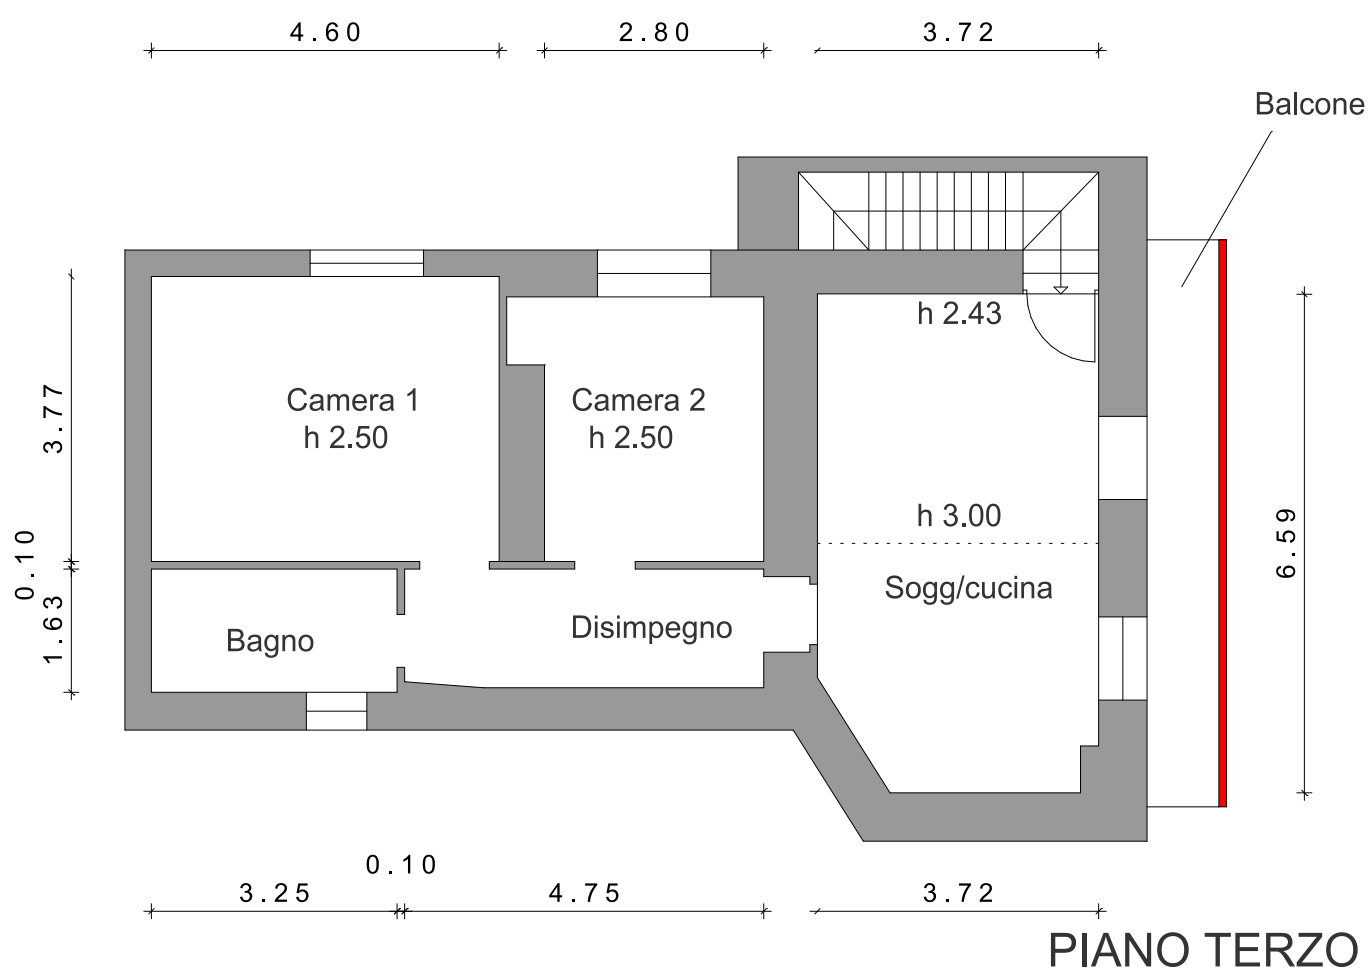 4.60
2.80
3.72
Balcone
h 2.43
Camera 1
h 2.50
Camera 2
h 2.50
3.77
h 3.00
6.59
0.10
Sogg/cucina
1.63
Bagno
Disimpegno
0.10
3.25
4.75
3.72
PIANO TERZO